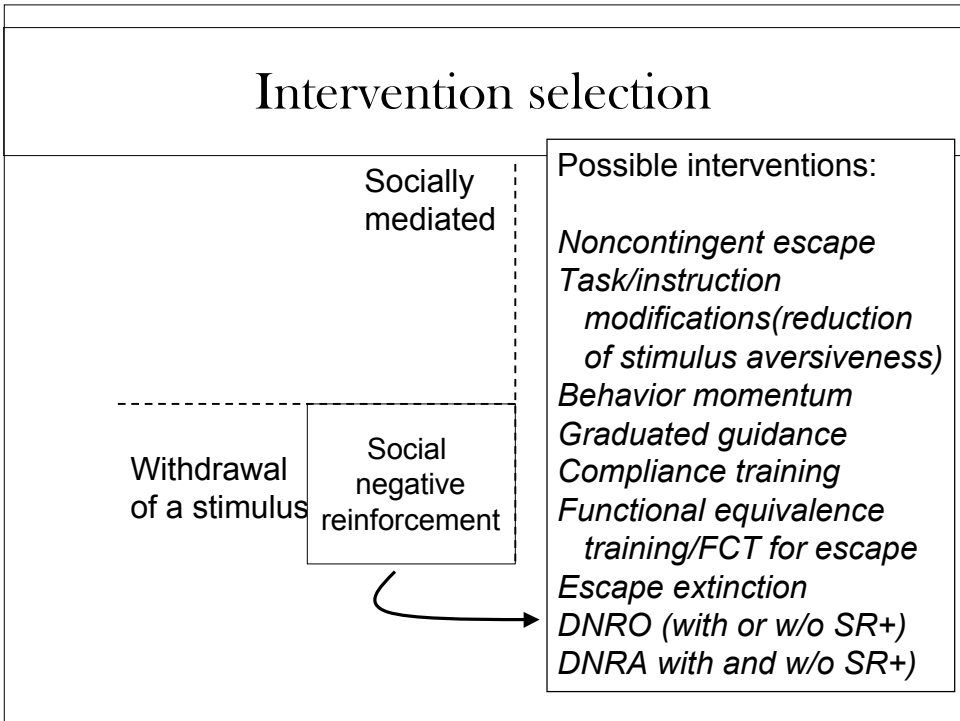 Intervention selection
Socially
mediated
Withdrawal
of a stimulus
Social
negative
reinforcement
Possible interventions:
Noncontingent escape
Task/instruction
modifications(reduction
of stimulus aversiveness)
Behavior momentum
Graduated guidance
Compliance training
Functional equivalence
training/FCT for escape
Escape extinction
DNRO (with or w/o SR+)
DNRA with and w/o SR+)